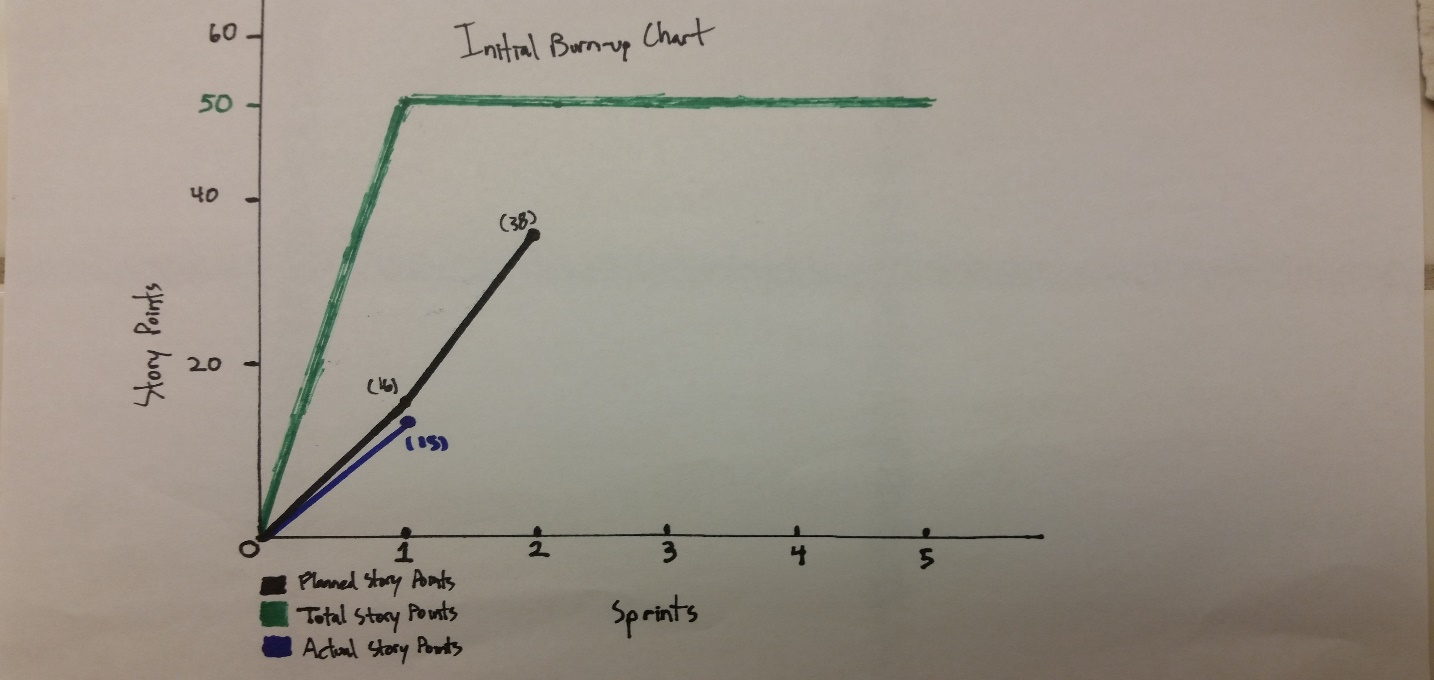 60
Initial Burn-up Chart
50
40
(38)
Story Points
20
(16)
(15)
0
1
2
3
4
5
Planned Story Points
Total Story Points
Sprints
Actual Story Points